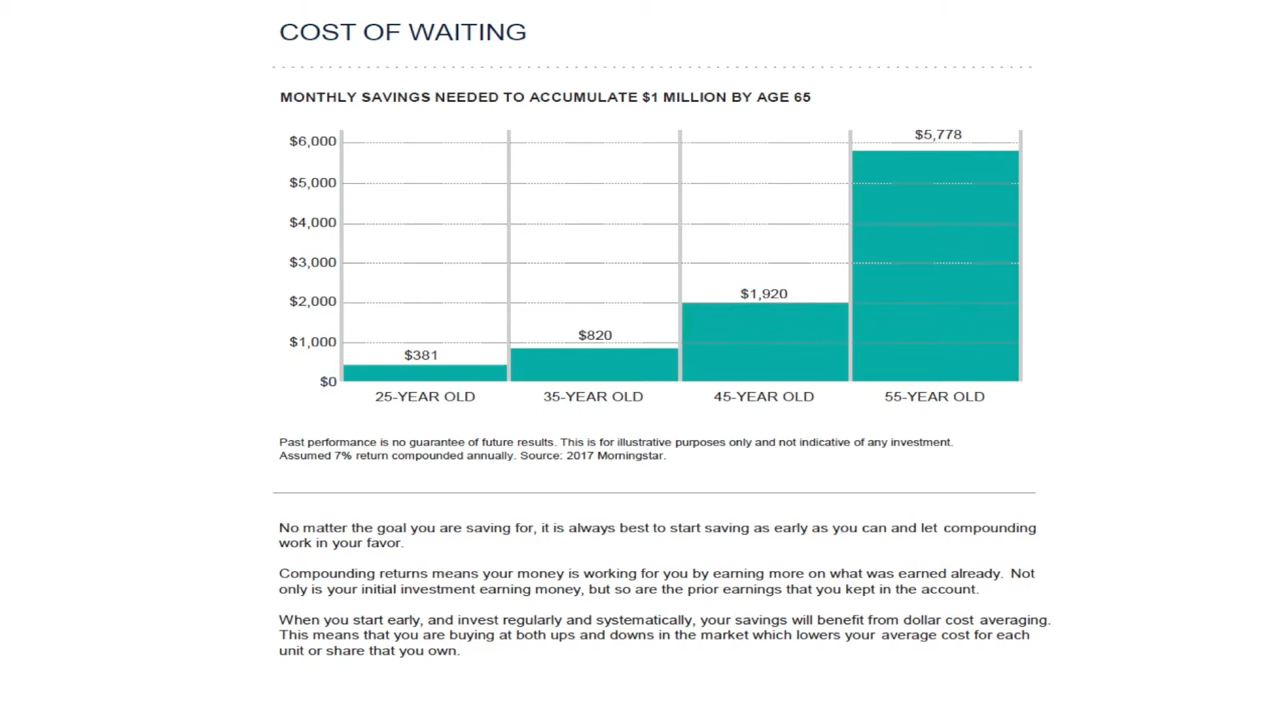 COST OF WAITING
MONTHLY SAVINGS NEEDED TO ACCUMULATE $1 MILLION BY AGE 65
$6,000
$5,000
$4,000
$3,000
$2,000
$1,000
$0
$381
$820
$1,920
$5,778
25-YEAR OLD
35-YEAR OLD
45-YEAR OLD
55-YEAR OLD
Past performance is no guarantee of future results. This is for illustrative purposes only and not indicative of any investment.
Assumed 7% return compounded annually. Source: 2017 Morningstar.
No matter the goal you are saving for, it is always best to start saving as early as you can and let compounding
work in your favor.
Compounding returns means your money is working for you by earning more on what was earned already. Not
only is your initial investment earning money, but so are the prior earnings that you kept in the account.
When you start early, and invest regularly and systematically, your savings will benefit from dollar cost averaging.
This means that you are buying at both ups and downs in the market which lowers your average cost for each
unit or share that you own.